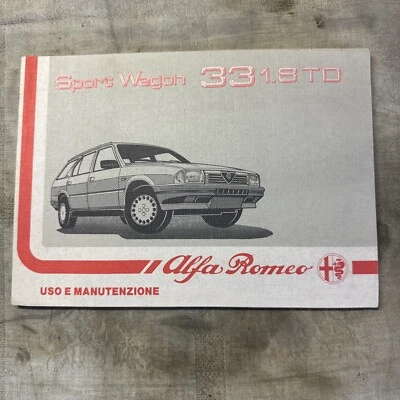 Sport Wagon 33 1.8 TD
Alfa Romeo
USO E MANUTENZIONE